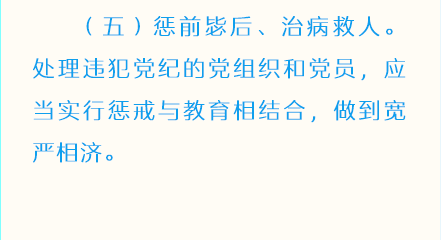 （五）惩前毖后、治病救人。
处理违犯党纪的党组织和党员，应
当实行惩戒与教育相结合，做到宽
严相济。